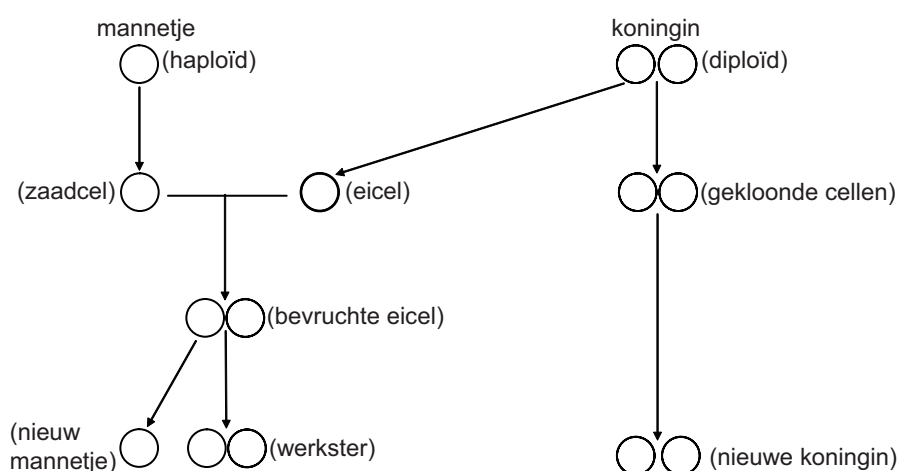 mannetje
(haploïd)
koningin
(diploïd)
(zaadcel)
(eicel)
(gekloonde cellen)
(bevruchte eicel)
(nieuw
mannetje)
(werkster)
(nieuwe koningin)